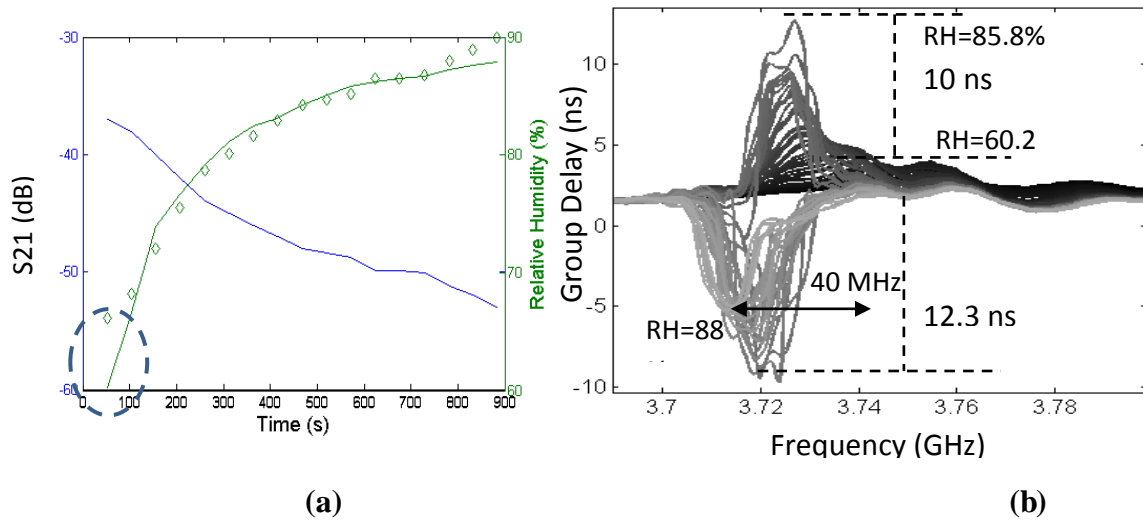 -30
-40
-50
-60
S21 (dB)
90
80
70
60
Relative Humidity (%)
0
100
200
300
400
500
600
700
800
900
Time (s)
(a)
10
5
0
-5
-10
Group Delay (ns)
RH=85.8%
10 ns
RH=60.2
40 MHz
RH=88
12.3 ns
3.7
3.72
3.74
3.76
3.78
Frequency (GHz)
(b)